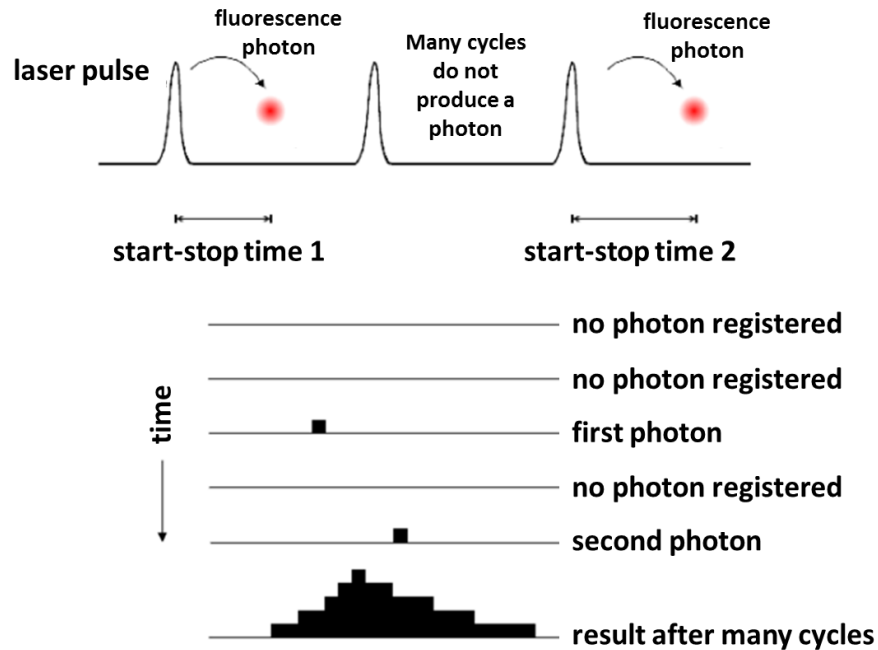 fluorescence
photon
laser pulse
Many cycles
do not
produce a
photon
fluorescence
photon
start-stop time 1
start-stop time 2
no photon registered
no photon registered
time
first photon
no photon registered
second photon
result after many cycles